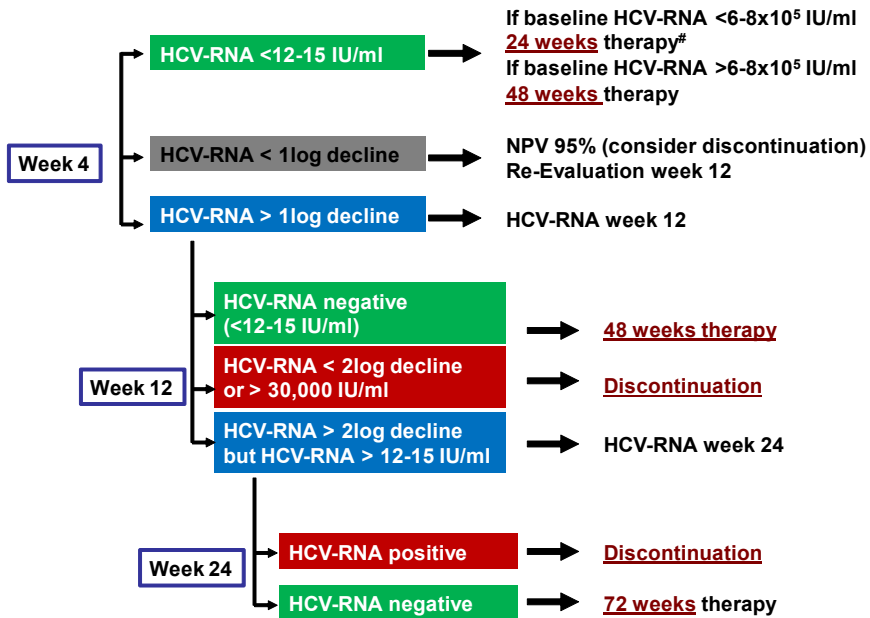 HCV-RNA <12-15 IU/ml
If baseline HCV-RNA <6-8x10⁵ IU/ml
24 weeks therapy#
If baseline HCV-RNA >6-8x10⁵ IU/ml
48 weeks therapy
Week 4
HCV-RNA < 1log decline
NPV 95% (consider discontinuation)
Re-Evaluation week 12
HCV-RNA > 1log decline
HCV-RNA week 12
HCV-RNA negative
(<12-15 IU/ml)
48 weeks therapy
Week 12
HCV-RNA < 2log decline
or > 30,000 IU/ml
Discontinuation
HCV-RNA > 2log decline
but HCV-RNA > 12-15 IU/ml
HCV-RNA week 24
Week 24
HCV-RNA positive
Discontinuation
HCV-RNA negative
72 weeks therapy